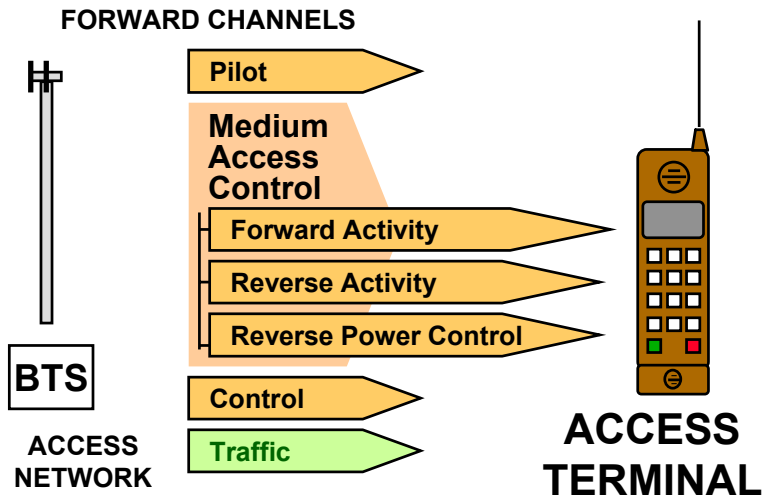 FORWARD CHANNELS
Pilot
Medium
Access
Control
Forward Activity
Reverse Activity
Reverse Power Control
BTS
Control
ACCESS
NETWORK
Traffic
ACCESS
TERMINAL